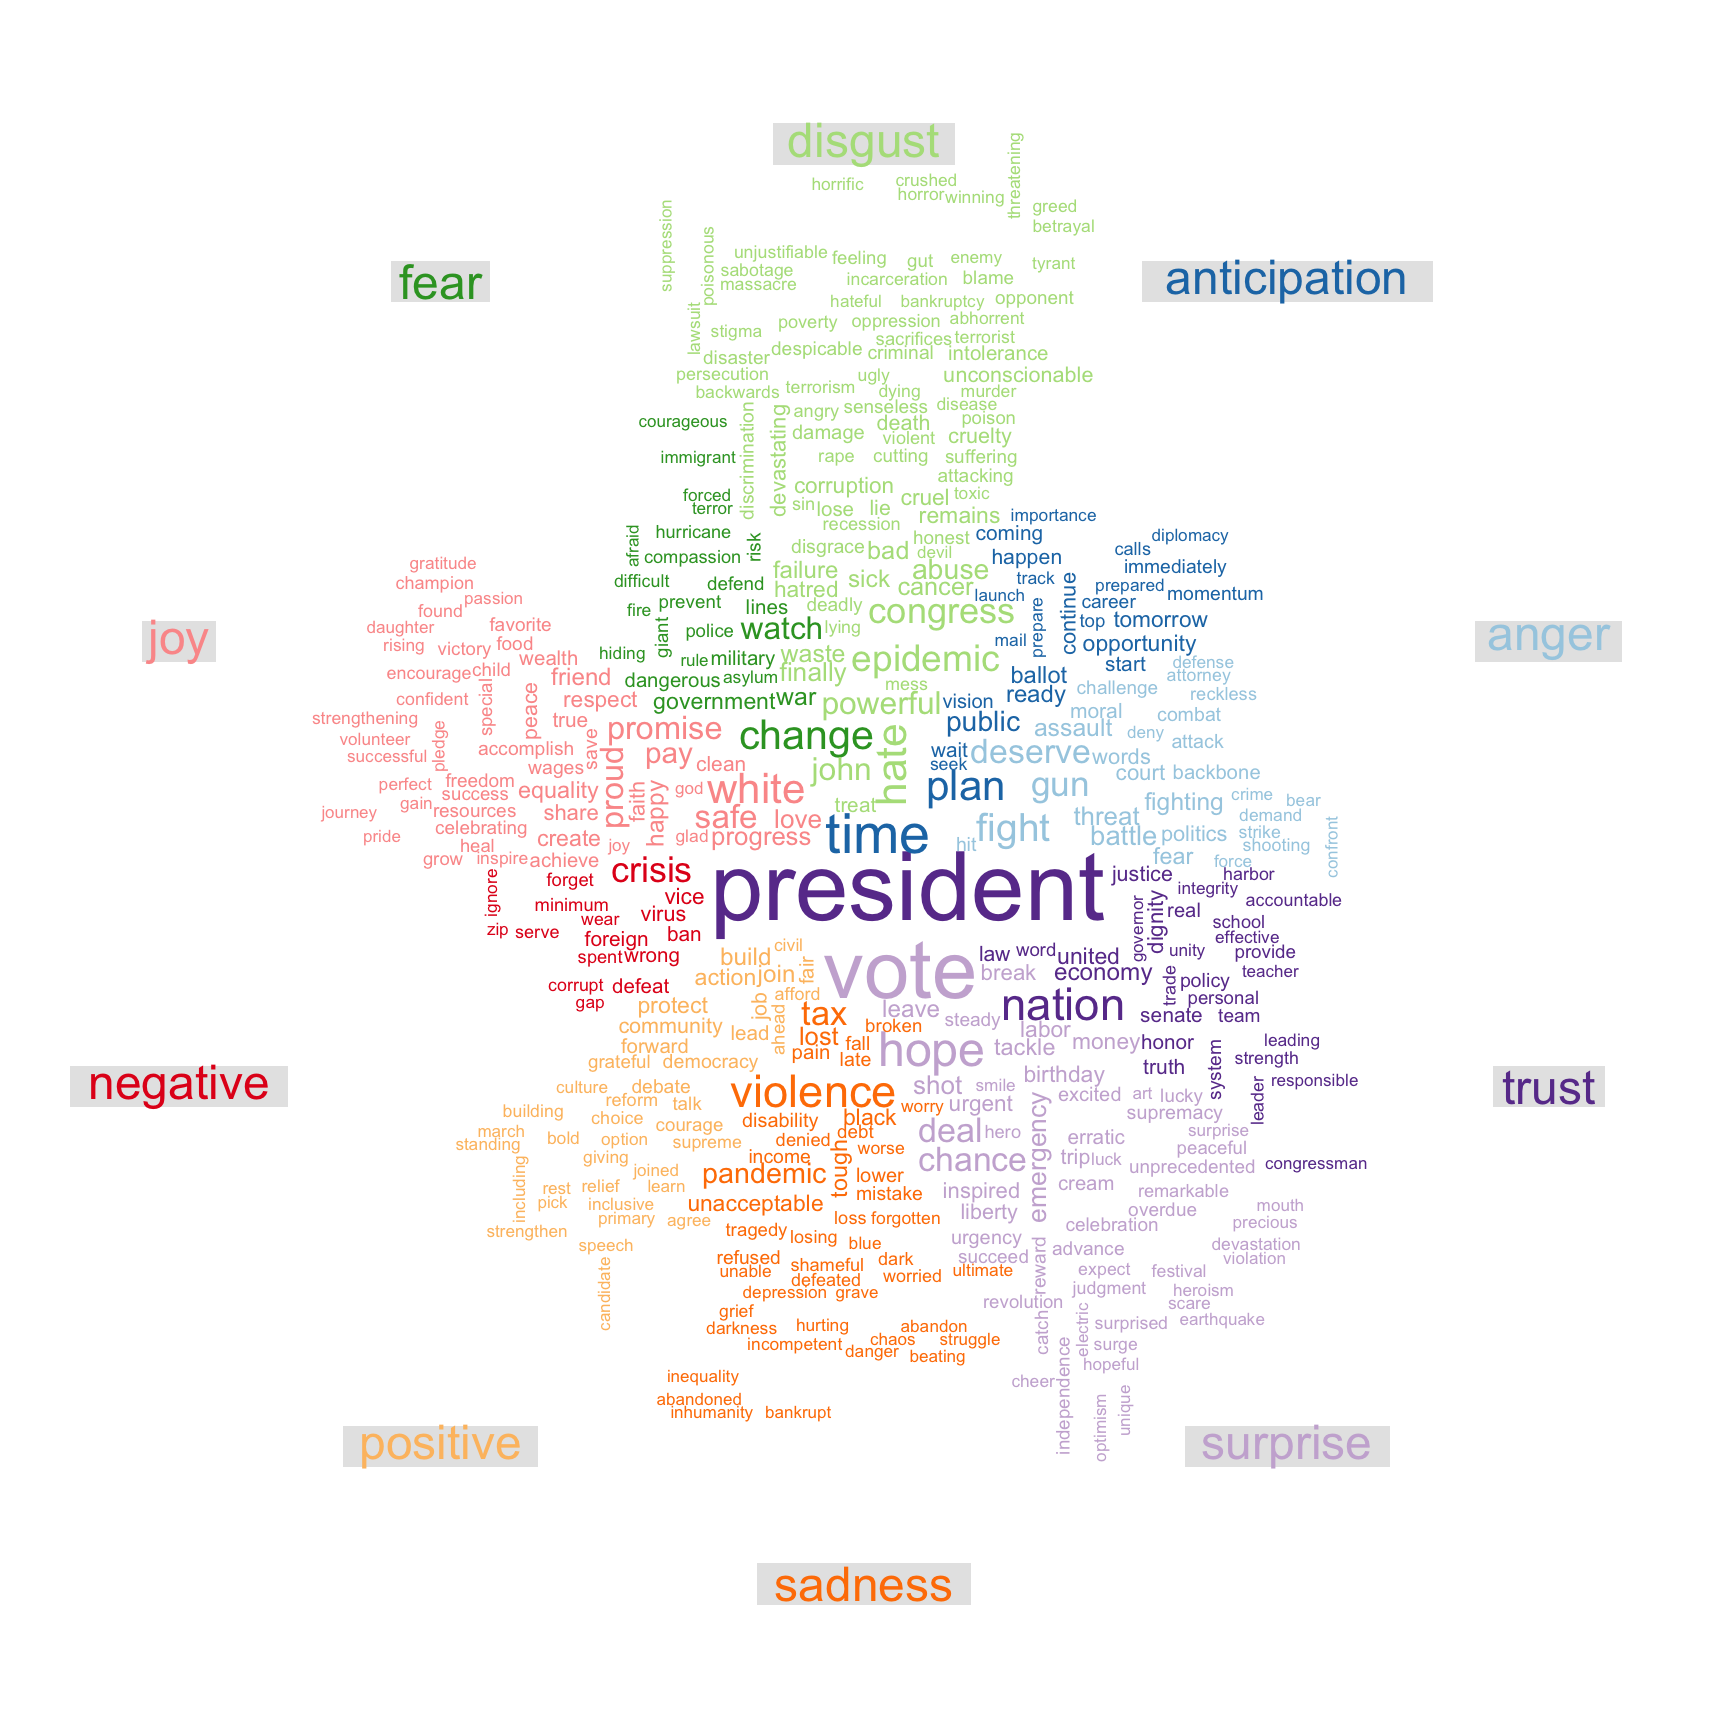 disgust
threatening
horrific
crushed
horror
winning
greed
betrayal
suppression
poisonous
unjustifiable
feeling
gut
enemy
tyrant
fear
anticipation
sabotage
massacre
incarceration
blame
hateful
bankruptcy
opponent
lawsuit
stigma
poverty
oppression
abhorrent
sacrifices
terrorist
disaster
despicable
criminal
intolerance
persecution
ugly
unconscionable
backwards
terrorism
dying
murder
courageous
discrimination
devastating
angry
senseless
disease
damage
death
poison
violent
cruelty
immigrant
rape
cutting
suffering
attacking
forced
terror
corruption
cruel
toxic
sin
lose
lie
remains
importance
recession
afraid
hurricane
risk
honest
coming
diplomacy
compassion
disgrace
bad
devil
happen
calls
immediately
gratitude
champion
passion
difficult
defend
failure
sick
abuse
hatred
cancer
track
continue
prepared
momentum
found
fire
prevent
lines
deadly
congress
launch
prepare
career
top
tomorrow
daughter
favorite
joy
rising
victory
food
giant
police
watch
lying
mail
opportunity
anger
hiding
rule
military
waste
epidemic
start
defense
attorney
encourage
child
wealth
friend
dangerous
asylum
finally
mess
ballot
challenge
reckless
confident
special
peace
respect
government
war
powerful
vision
ready
moral
combat
strengthening
true
promise
change
hate
public
assault
deny
attack
volunteer
successful
pledge
accomplish
save
pay
clean
john
wait
seek
deserve
words
wages
perfect
freedom
success
equality
proud
faith
happy
god
white
treat
plan
gun
court
backbone
gain
resources
journey
share
safe
love
time
fight
threat
fighting
crime
bear
demand
pride
celebrating
heal
create
joy
glad
progress
hit
battle
politics
strike
shooting
confront
grow
inspire
achieve
crisis
president
fear
force
justice
harbor
ignore
forget
vice
integrity
accountable
minimum
wear
virus
governor
dignity
real
school
zip
serve
foreign
ban
effective
spent
wrong
build
civil
fair
vote
law
word
united
unity
provide
action
join
break
economy
trade
policy
teacher
corrupt
gap
defeat
afford
personal
protect
job
ahead
tax
leave
steady
nation
senate
team
community
lead
lost
broken
labor
forward
pain
fall
late
hope
tackle
money
honor
leading
grateful
democracy
truth
system
strength
negative
culture
debate
violence
shot
smile
birthday
responsible
trust
building
reform
talk
urgent
emergency
excited
art
lucky
leader
choice
courage
disability
black
worry
supremacy
march
standing
bold
option
supreme
denied
debt
deal
hero
erratic
surprise
giving
income
tough
worse
chance
trip
luck
peaceful
unprecedented
congressman
joined
pandemic
lower
including
rest
relief
learn
mistake
inspired
cream
remarkable
pick
inclusive
unacceptable
liberty
overdue
mouth
primary
agree
loss
forgotten
celebration
precious
strengthen
speech
tragedy
losing
blue
urgency
reward
advance
devastation
violation
candidate
refused
unable
shameful
dark
succeed
defeated
worried
ultimate
expect
festival
depression
grave
judgment
heroism
grief
revolution
scare
darkness
hurting
abandon
catch
electric
surprised
earthquake
incompetent
chaos
struggle
danger
beating
independence
surge
hopeful
inequality
cheer
abandoned
inhumanity
bankrupt
optimism
unique
positive
surprise
sadness